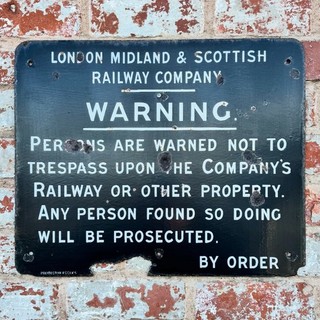 LONDON MIDLAND & SCOTTISH
RAILWAY COMPANY
WARNING.
PERSONS ARE WARNED NOT TO
TRESPASS UPON THE COMPANY'S
RAILWAY OR OTHER PROPERTY.
ANY PERSON FOUND SO DOING
WILL BE PROSECUTED.
BY ORDER